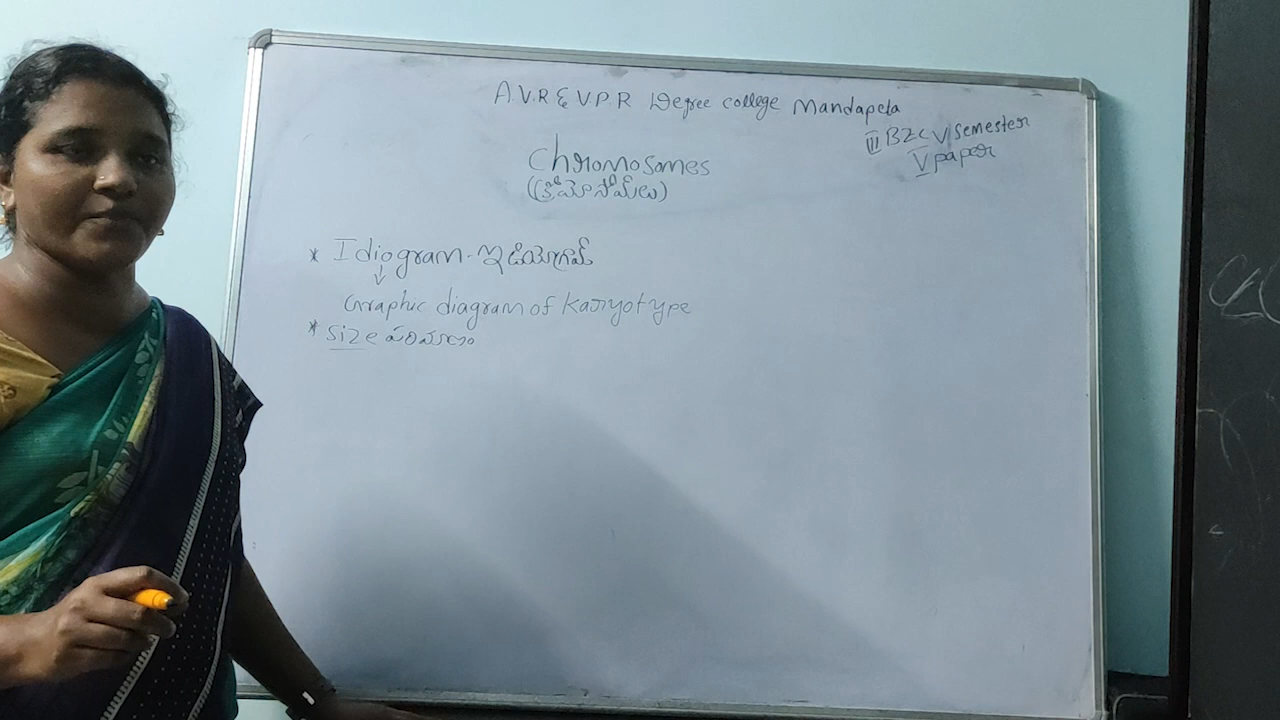 A.V.R & V.P.R Degree college Mandapeta
III BZC V semester
V paper
Chromosomes
(క్రోమోసోమ్‌లు)
* Idiogram - ఇడియోగ్రామ్
↓
Graphic diagram of Karyotype
* size పరిమాణం